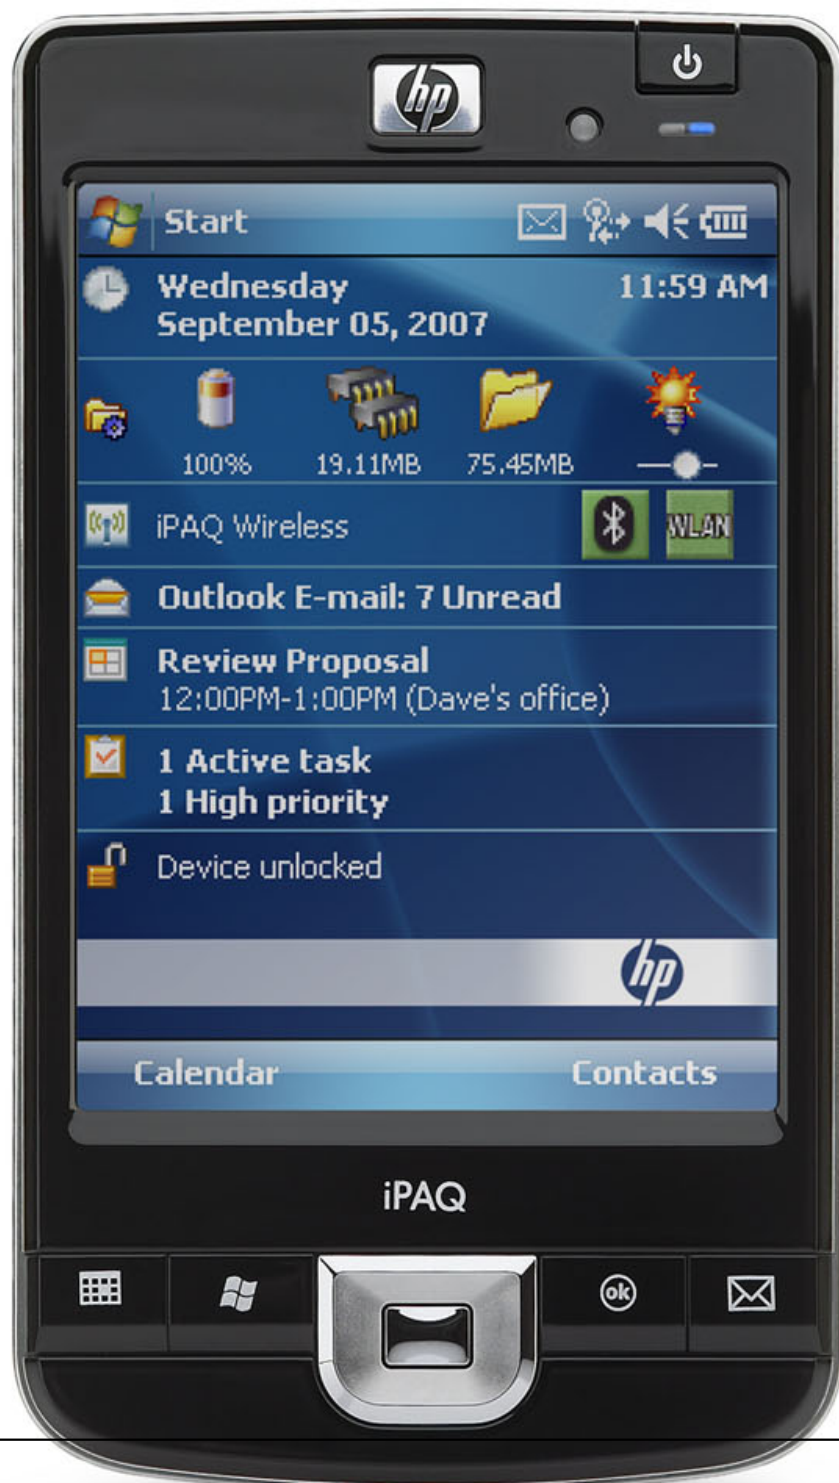 hp
Start
Wednesday 11:59 AM
September 05, 2007
100% 19.11MB 75.45MB
iPAQ Wireless WLAN
Outlook E-mail: 7 Unread
Review Proposal
12:00PM-1:00PM (Dave's office)
1 Active task
1 High priority
Device unlocked
hp
Calendar Contacts
iPAQ
ok